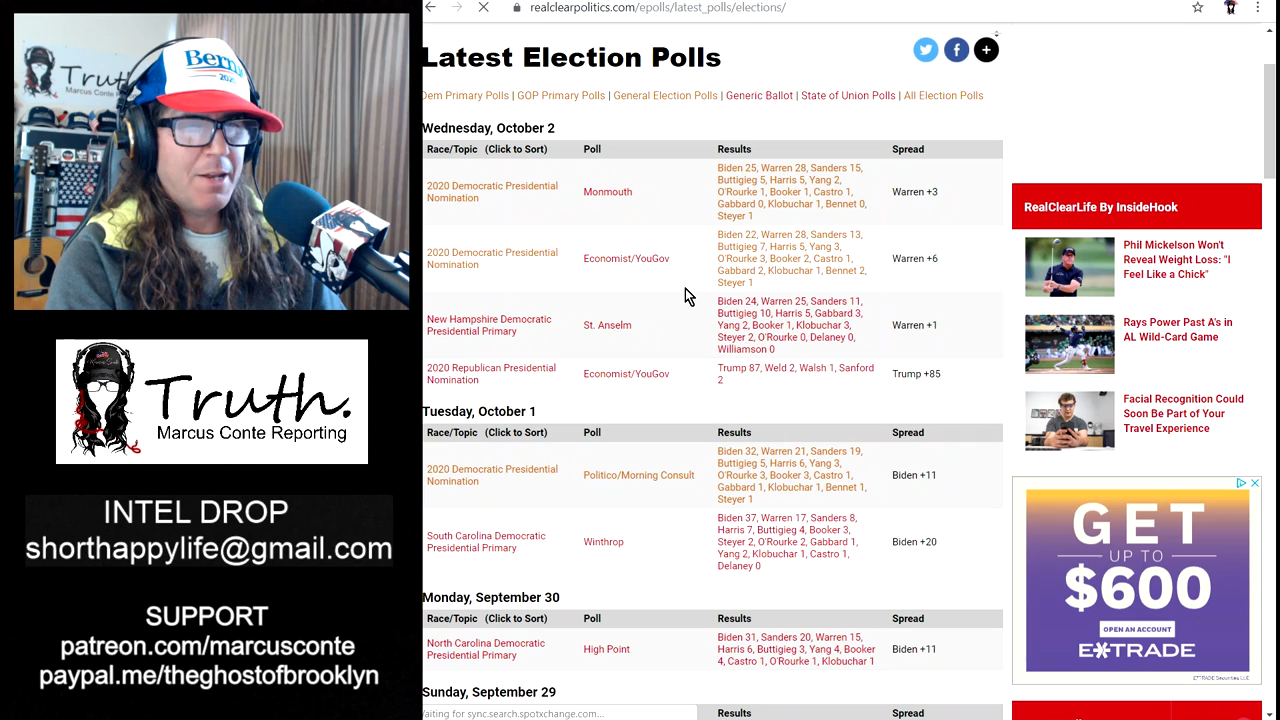 Truth.
Marcus Conte Reporting
Bernie
2020
Truth.
Marcus Conte Reporting
INTEL DROP
shorthappylife@gmail.com
SUPPORT
patreon.com/marcusconte
paypal.me/theghostofbrooklyn
realclearpolitics.com/epolls/latest_polls/elections/
Latest Election Polls
Dem Primary Polls | GOP Primary Polls | General Election Polls | Generic Ballot | State of Union Polls | All Election Polls
Wednesday, October 2
Race/Topic (Click to Sort) Poll Results Spread
2020 Democratic Presidential
Nomination
Monmouth
Biden 25, Warren 28, Sanders 15,
Buttigieg 5, Harris 5, Yang 2,
O'Rourke 1, Booker 1, Castro 1,
Gabbard 0, Klobuchar 1, Bennet 0,
Steyer 1
Warren +3
2020 Democratic Presidential
Nomination
Economist/YouGov
Biden 22, Warren 28, Sanders 13,
Buttigieg 7, Harris 5, Yang 3,
O'Rourke 3, Booker 2, Castro 1,
Gabbard 2, Klobuchar 1, Bennet 2,
Steyer 1
Warren +6
New Hampshire Democratic
Presidential Primary
St. Anselm
Biden 24, Warren 25, Sanders 11,
Buttigieg 10, Harris 5, Gabbard 3,
Yang 2, Booker 1, Klobuchar 3,
Steyer 2, O'Rourke 0, Delaney 0,
Williamson 0
Warren +1
2020 Republican Presidential
Nomination
Economist/YouGov
Trump 87, Weld 2, Walsh 1, Sanford
2
Trump +85
Tuesday, October 1
Race/Topic (Click to Sort) Poll Results Spread
2020 Democratic Presidential
Nomination
Politico/Morning Consult
Biden 32, Warren 21, Sanders 19,
Buttigieg 5, Harris 6, Yang 3,
O'Rourke 3, Booker 3, Castro 1,
Gabbard 1, Klobuchar 1, Bennet 1,
Steyer 1
Biden +11
South Carolina Democratic
Presidential Primary
Winthrop
Biden 37, Warren 17, Sanders 8,
Harris 7, Buttigieg 4, Booker 3,
Steyer 2, O'Rourke 2, Gabbard 1,
Yang 2, Klobuchar 1, Castro 1,
Delaney 0
Biden +20
Monday, September 30
Race/Topic (Click to Sort) Poll Results Spread
North Carolina Democratic
Presidential Primary
High Point
Biden 31, Sanders 20, Warren 15,
Harris 6, Buttigieg 3, Yang 4, Booker
4, Castro 1, O'Rourke 1, Klobuchar 1
Biden +11
Sunday, September 29
Results Spread
Waiting for sync.search.spotxchange.com...
RealClearLife By InsideHook
Phil Mickelson Won't
Reveal Weight Loss: "I
Feel Like a Chick"
Rays Power Past A's in
AL Wild-Card Game
Facial Recognition Could
Soon Be Part of Your
Travel Experience
GET
UP TO
$600
OPEN AN ACCOUNT
E*TRADE
E*TRADE Securities LLC